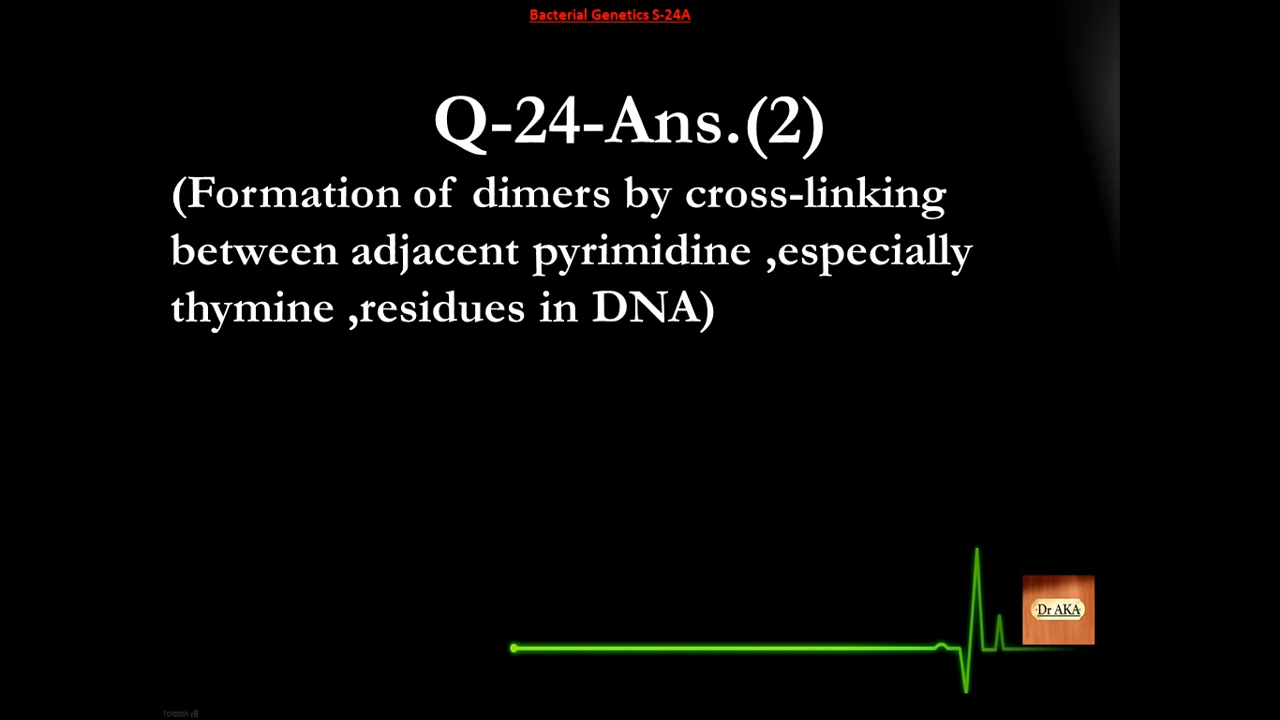 Bacterial Genetics S-24A
Q-24-Ans.(2)
(Formation of dimers by cross-linking
between adjacent pyrimidine ,especially
thymine ,residues in DNA)
Dr AKA